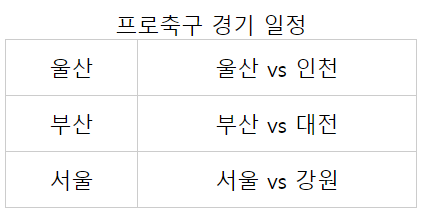 프로축구 경기 일정
울산 울산 vs 인천
부산 부산 vs 대전
서울 서울 vs 강원